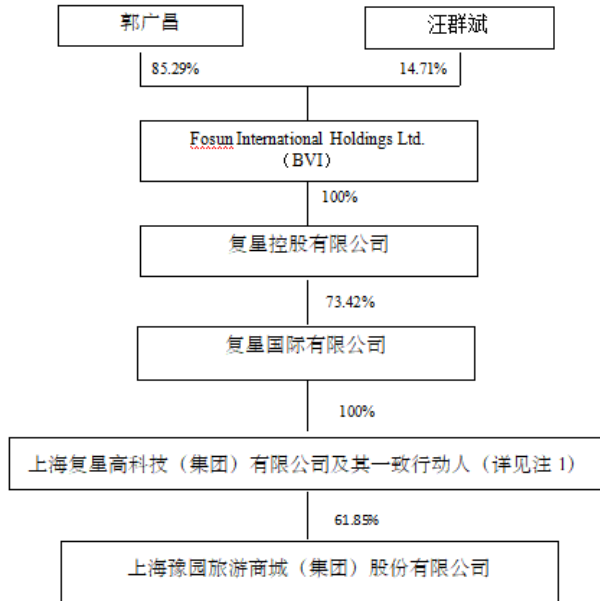 郭广昌
汪群斌
85.29%
14.71%
Fosun International Holdings Ltd.
（BVI）
100%
复星控股有限公司
73.42%
复星国际有限公司
100%
上海复星高科技（集团）有限公司及其一致行动人（详见注 1）
61.85%
上海豫园旅游商城（集团）股份有限公司